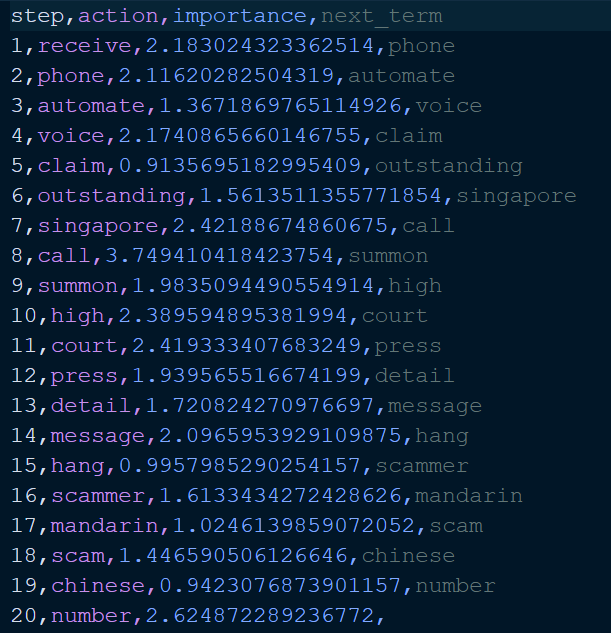 step,action,importance,next_term
1,receive,2.183024323362514,phone
2,phone,2.11620282504319,automate
3,automate,1.3671869765114926,voice
4,voice,2.1740865660146755,claim
5,claim,0.9135695182995409,outstanding
6,outstanding,1.5613511355771854,singapore
7,singapore,2.42188674860675,call
8,call,3.749410418423754,summon
9,summon,1.9835094490554914,high
10,high,2.389594895381994,court
11,court,2.419333407683249,press
12,press,1.939565516674199,detail
13,detail,1.720824270976697,message
14,message,2.0965953929109875,hang
15,hang,0.9957985290254157,scammer
16,scammer,1.6133434272428626,mandarin
17,mandarin,1.0246139859072052,scam
18,scam,1.446590506126646,chinese
19,chinese,0.9423076873901157,number
20,number,2.624872289236772,